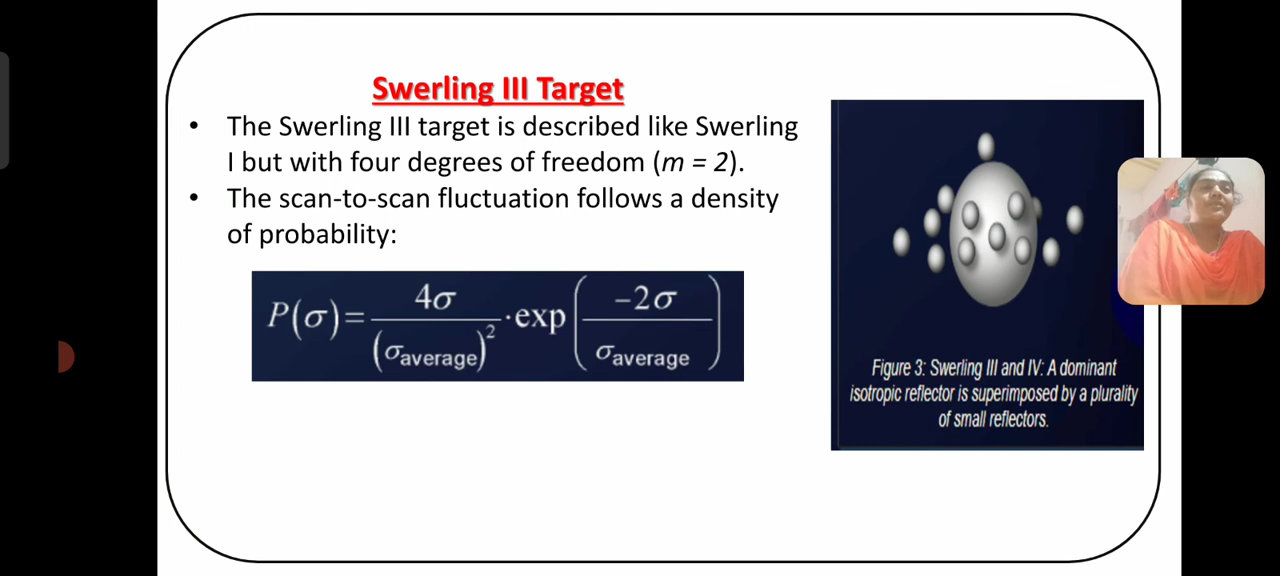 Swerling III Target
• The Swerling III target is described like Swerling
I but with four degrees of freedom (m = 2).
• The scan-to-scan fluctuation follows a density
of probability:
P(σ) = 4σ / (σaverage)² · exp(−2σ / σaverage)
Figure 3: Swerling III and IV: A dominant
isotropic reflector is superimposed by a plurality
of small reflectors.